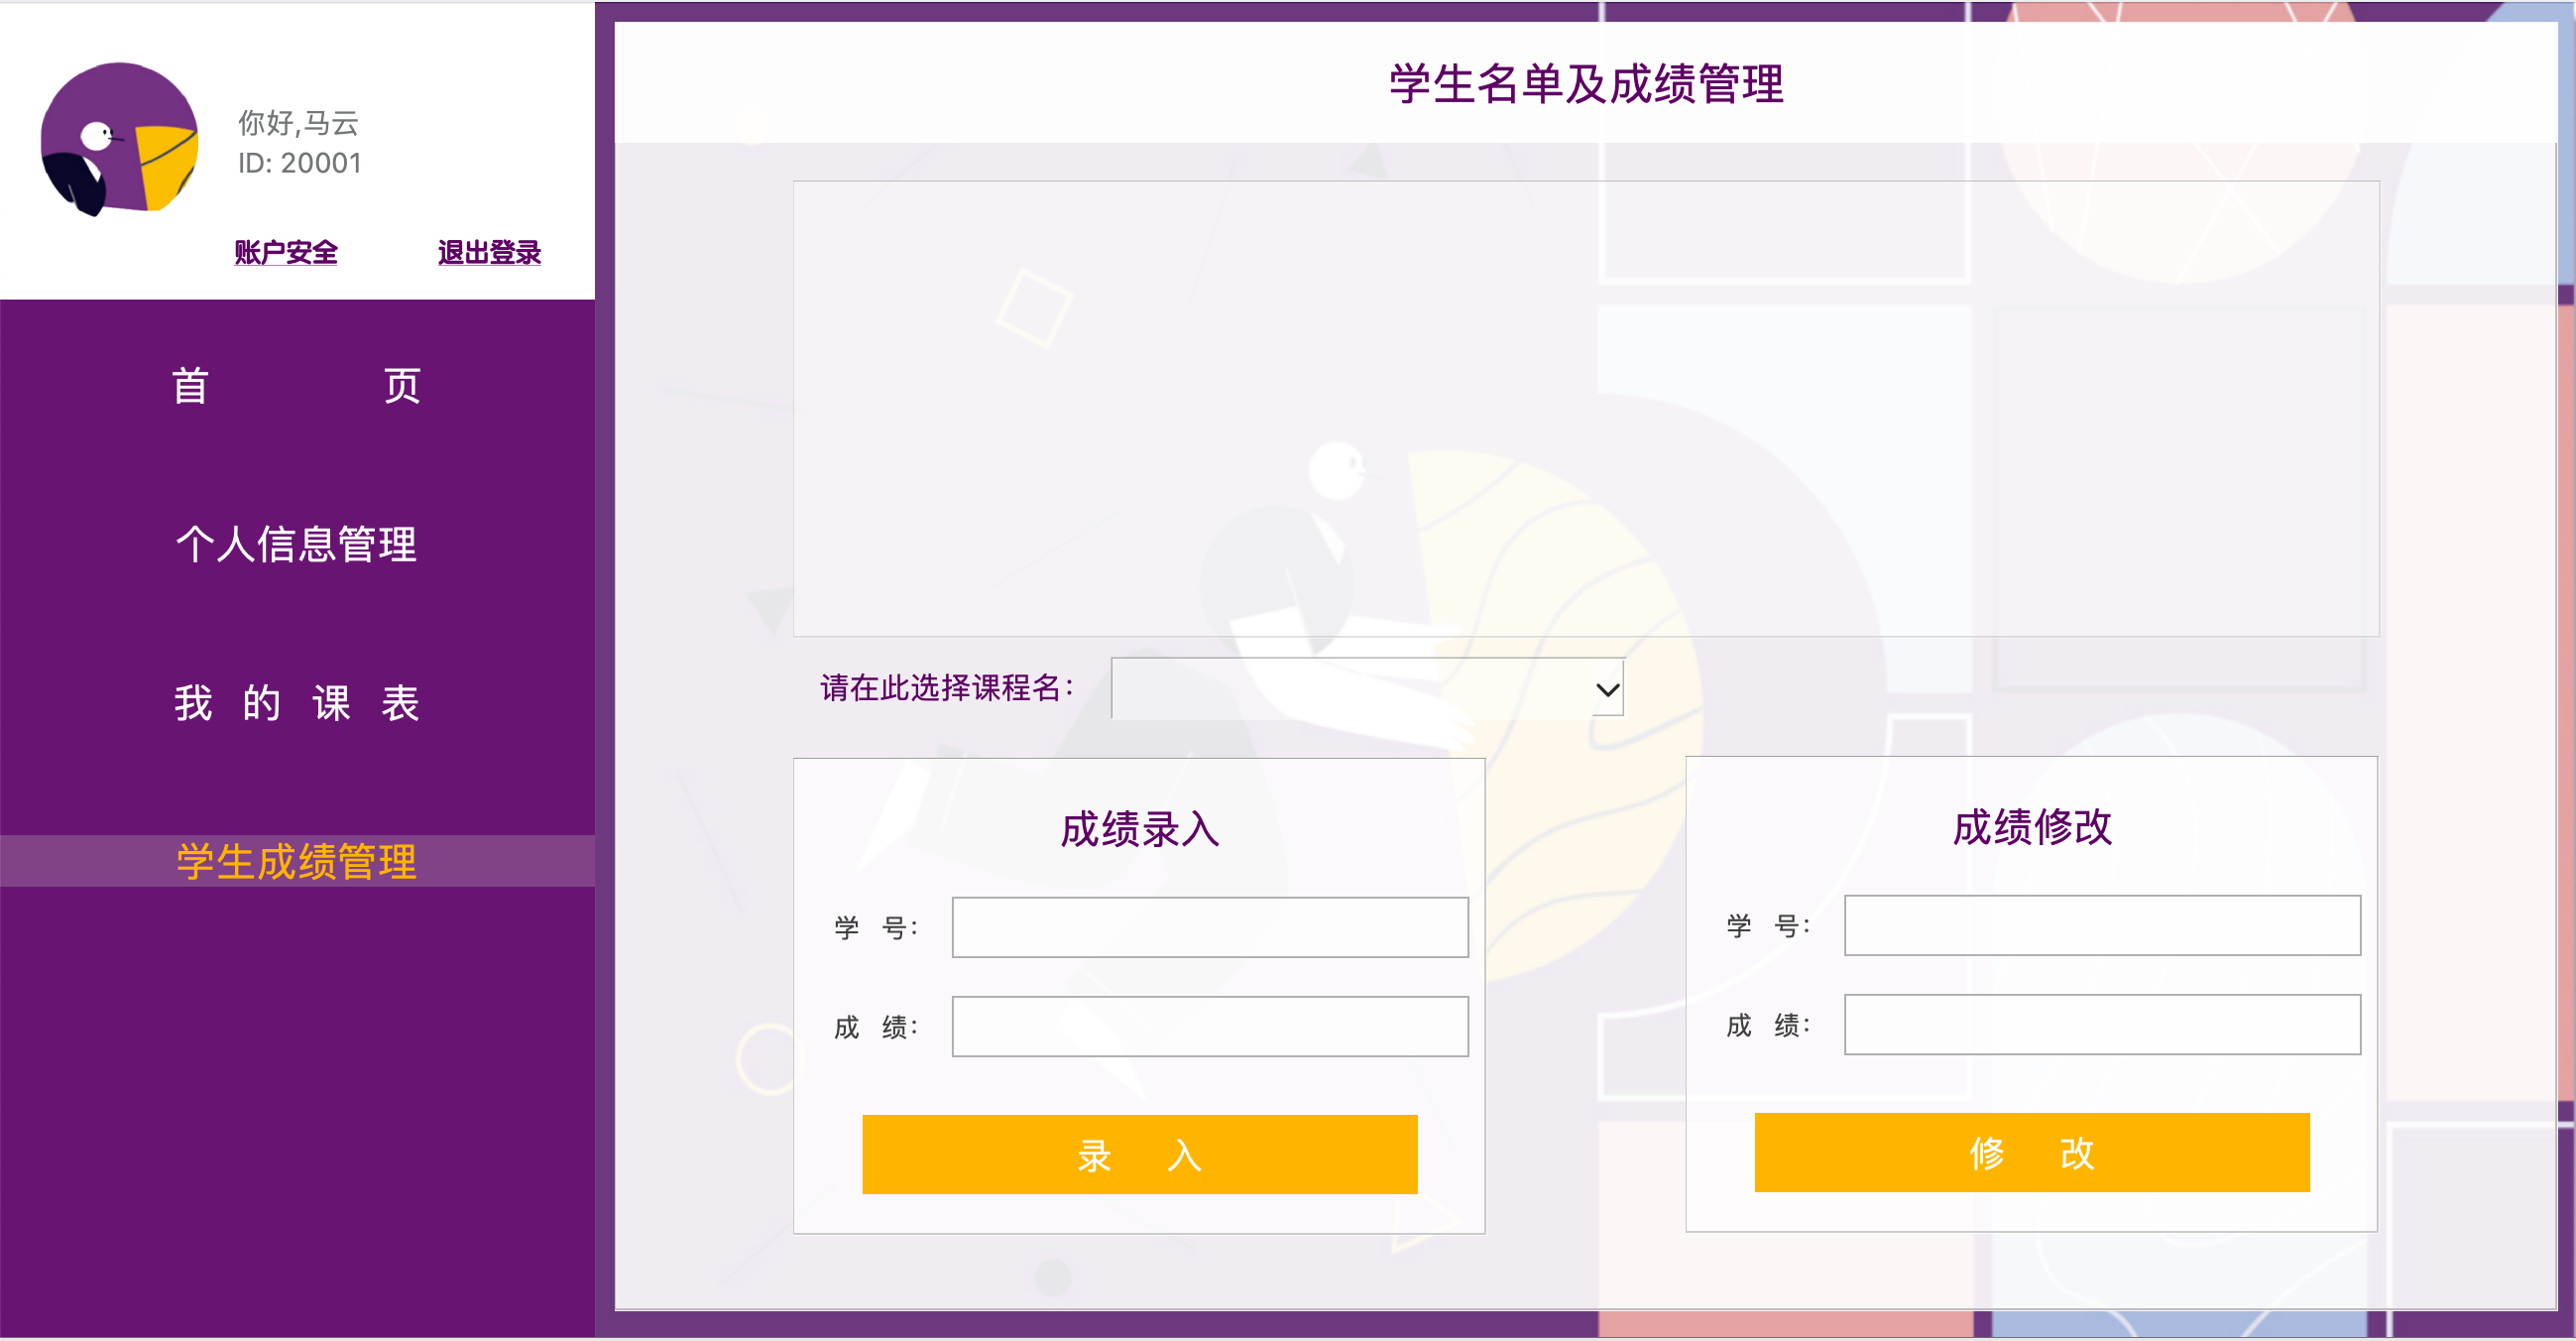 你好,马云
ID: 20001
账户安全 退出登录
首 页
个人信息管理
我 的 课 表
学生成绩管理
学生名单及成绩管理
请在此选择课程名：
成绩录入
学 号：
成 绩：
录 入
成绩修改
学 号：
成 绩：
修 改